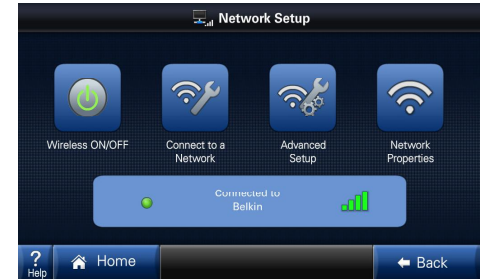 Network Setup
Wireless ON/OFF
Connect to a
Network
Advanced
Setup
Network
Properties
Connected to
Belkin
?
Help
Home
Back